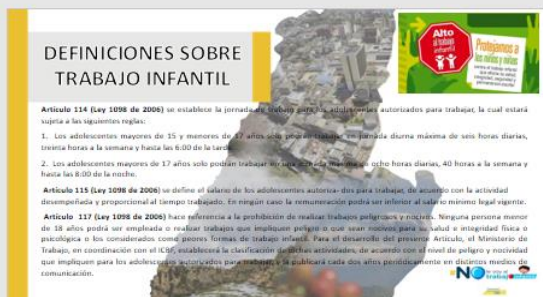 DEFINICIONES SOBRE
TRABAJO INFANTIL
Alto
al trabajo
infantil
Protejamos a
los niños y niñas
Artículo 114 (Ley 1098 de 2006) se establece la jornada de trabajo para los adolescentes autorizados para trabajar, la cual estará
sujeta a las siguientes reglas:
1. Los adolescentes mayores de 15 y menores de 17 años solo podrán trabajar en jornada diurna máxima de seis horas diarias,
treinta horas a la semana y hasta las 6:00 de la tarde
2. Los adolescentes mayores de 17 años solo podrán trabajar en una jornada máxima de ocho horas diarias, 40 horas a la semana y
hasta las 8:00 de la noche.
Artículo 115 (Ley 1098 de 2006) se define el salario de los adolescentes autoriza- dos para trabajar, de acuerdo con la actividad
desempeñada y proporcional al tiempo trabajado. En ningún caso la remuneración podrá ser inferior al salario mínimo legal vigente.
Artículo 117 (Ley 1098 de 2006) hace referencia a la prohibición de realizar trabajos peligrosos y nocivos. Ninguna persona menor
de 18 años podrá ser empleada o realizar trabajos que impliquen peligro o que sean nocivos para su salud e integridad física o
psicológica o los considerados como peores formas de trabajo infantil. Para el desarrollo del presente Artículo, el Ministerio de
Trabajo, en coordinación con el ICBF, establecerá la clasificación de dichas actividades, de acuerdo con el nivel de peligro y nocividad
que impliquen para los adolescentes autorizados para trabajar, y la publicará cada dos años periódicamente en distintos medios de
comunicación.
#NO